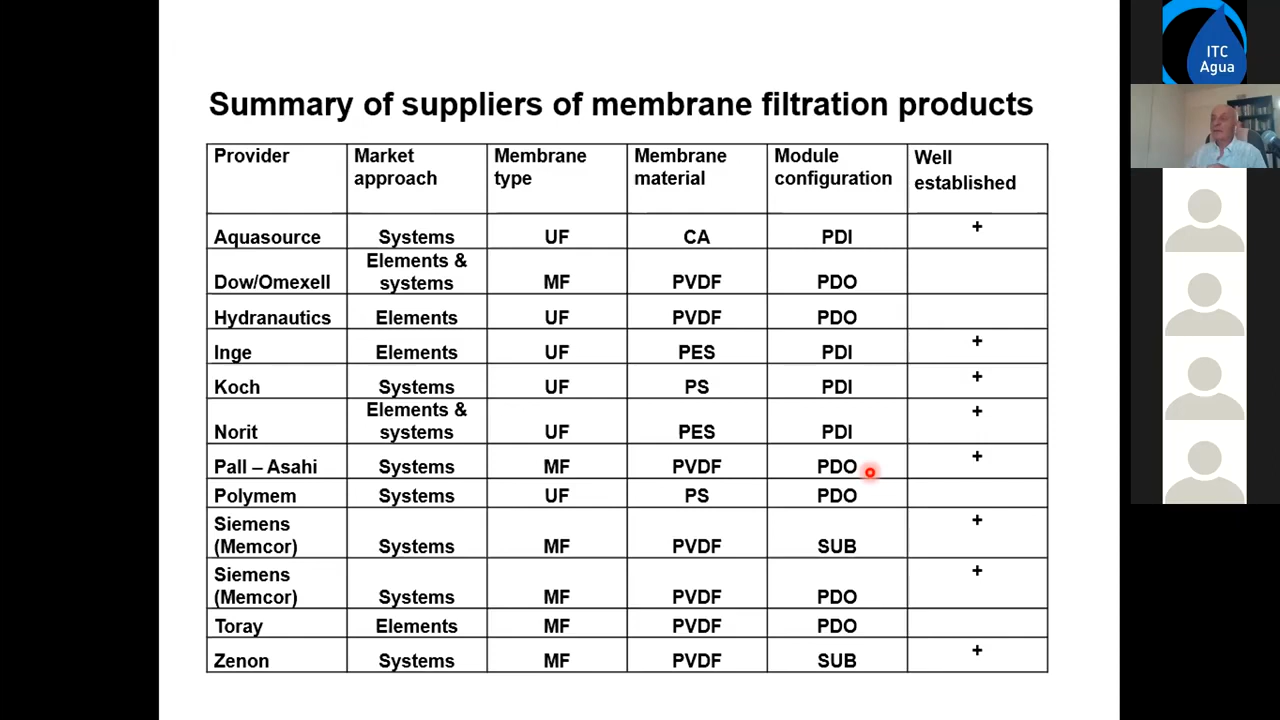 Summary of suppliers of membrane filtration products
Provider Market approach Membrane type Membrane material Module configuration Well established
Aquasource Systems UF CA PDI +
Dow/Omexell Elements & systems MF PVDF PDO
Hydranautics Elements UF PVDF PDO
Inge Elements UF PES PDI +
Koch Systems UF PS PDI +
Norit Elements & systems UF PES PDI +
Pall – Asahi Systems MF PVDF PDO +
Polymem Systems UF PS PDO
Siemens (Memcor) Systems MF PVDF SUB +
Siemens (Memcor) Systems MF PVDF PDO +
Toray Elements MF PVDF PDO
Zenon Systems MF PVDF SUB +
ITC
Agua